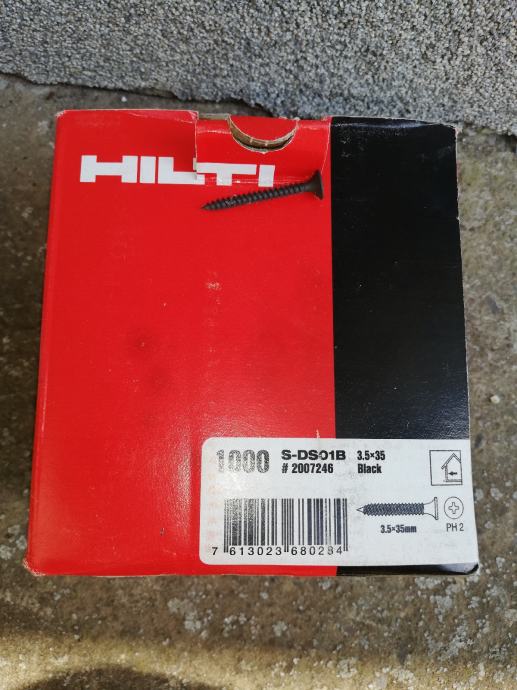 HILTI
1000 S-DS01B 3.5×35
# 2007246 Black
3.5×35mm PH 2
7 613023 680284